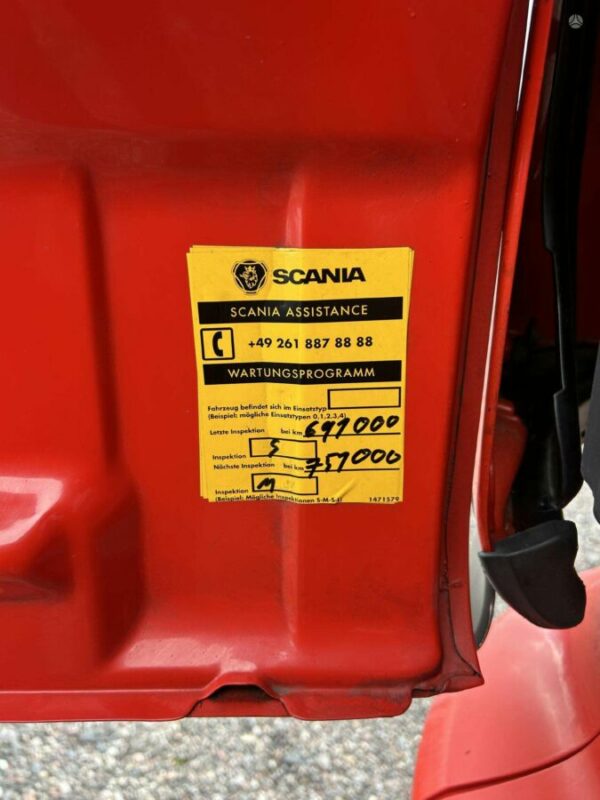 SCANIA
SCANIA ASSISTANCE
+49 261 887 88 88
WARTUNGSPROGRAMM
Fahrzeug befindet sich im Einsatztyp
(Beispiel: mögliche Einsatztypen 0,1,2,3,4)
Letzte Inspektion bei km 697000
Inspektion S
Nächste Inspektion bei km 757000
Inspektion M
(Beispiel: Mögliche Inspektionen S-M-S-L)
1471579